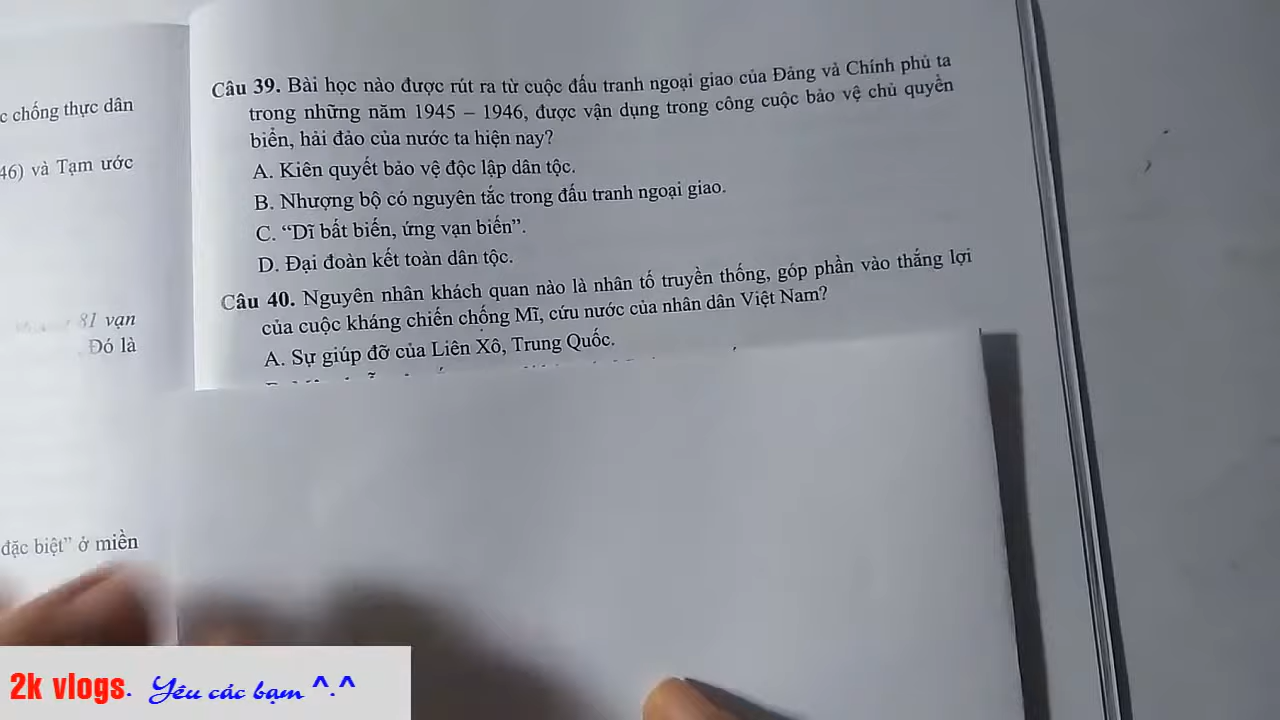 c chống thực dân
46) và Tạm ước
81 vạn
Đó là
đặc biệt” ở miền
Câu 39. Bài học nào được rút ra từ cuộc đấu tranh ngoại giao của Đảng và Chính phủ ta
trong những năm 1945 – 1946, được vận dụng trong công cuộc bảo vệ chủ quyền
biển, hải đảo của nước ta hiện nay?
A. Kiên quyết bảo vệ độc lập dân tộc.
B. Nhượng bộ có nguyên tắc trong đấu tranh ngoại giao.
C. “Dĩ bất biến, ứng vạn biến”.
D. Đại đoàn kết toàn dân tộc.
Câu 40. Nguyên nhân khách quan nào là nhân tố truyền thống, góp phần vào thắng lợi
của cuộc kháng chiến chống Mĩ, cứu nước của nhân dân Việt Nam?
A. Sự giúp đỡ của Liên Xô, Trung Quốc.
2k vlogs. Yêu các bạm ^.^